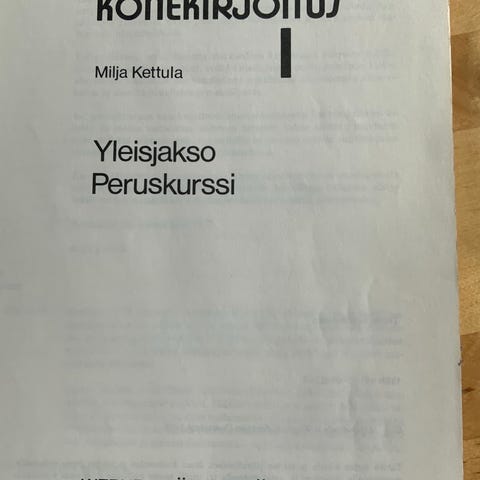 KONEKIRJOITUS
I
Milja Kettula
Yleisjakso
Peruskurssi